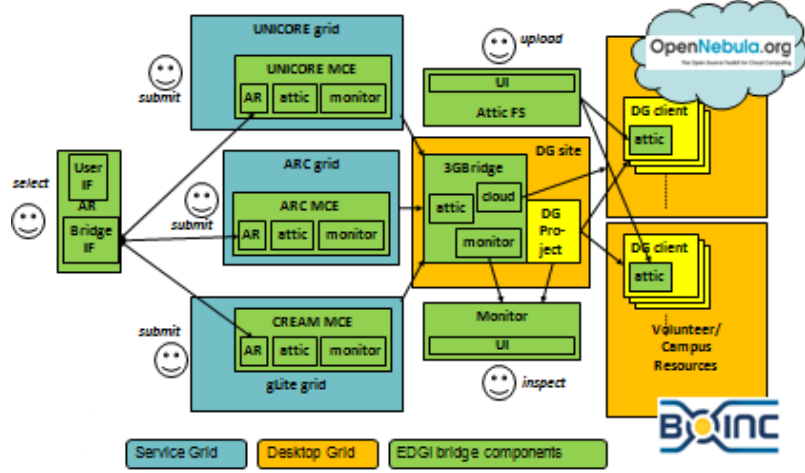 UNICORE grid
UNICORE MCE
AR
attic
monitor
submit
upload
UI
Attic FS
OpenNebula.org
The Open Source Toolkit for Cloud Computing
DG client
attic
select
User
IF
AR
Bridge
IF
ARC grid
ARC MCE
AR
attic
monitor
submit
DG site
3GBridge
cloud
attic
monitor
DG
Pro-
ject
DG client
attic
Volunteer/
Campus
Resources
submit
CREAM MCE
AR
attic
monitor
gLite grid
Monitor
UI
inspect
BOINC
Service Grid
Desktop Grid
EDGI bridge components